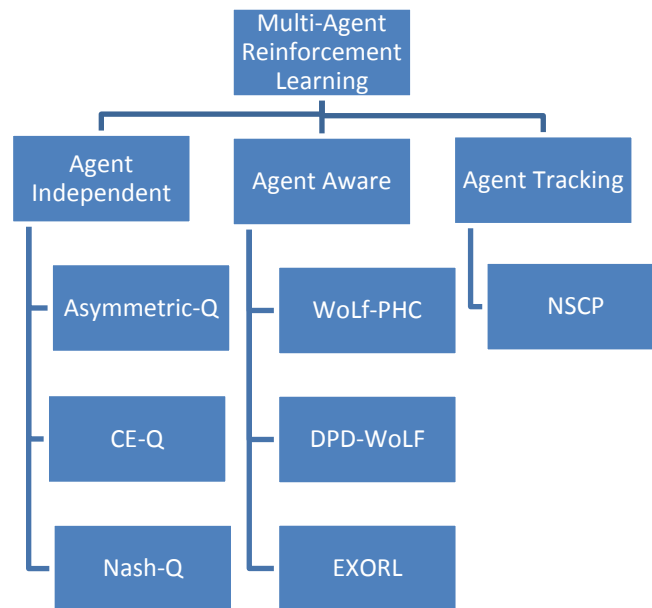 Multi-Agent
Reinforcement
Learning
Agent
Independent
Agent Aware
Agent Tracking
Asymmetric-Q
WoLf-PHC
NSCP
CE-Q
DPD-WoLF
Nash-Q
EXORL